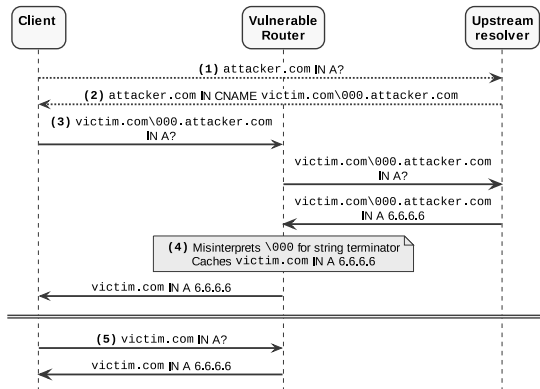 Client
Vulnerable
Router
Upstream
resolver
(1) attacker.com IN A?
(2) attacker.com IN CNAME victim.com\000.attacker.com
(3) victim.com\000.attacker.com
IN A?
victim.com\000.attacker.com
IN A?
victim.com\000.attacker.com
IN A 6.6.6.6
(4) Misinterprets \000 for string terminator
Caches victim.com IN A 6.6.6.6
victim.com IN A 6.6.6.6
(5) victim.com IN A?
victim.com IN A 6.6.6.6